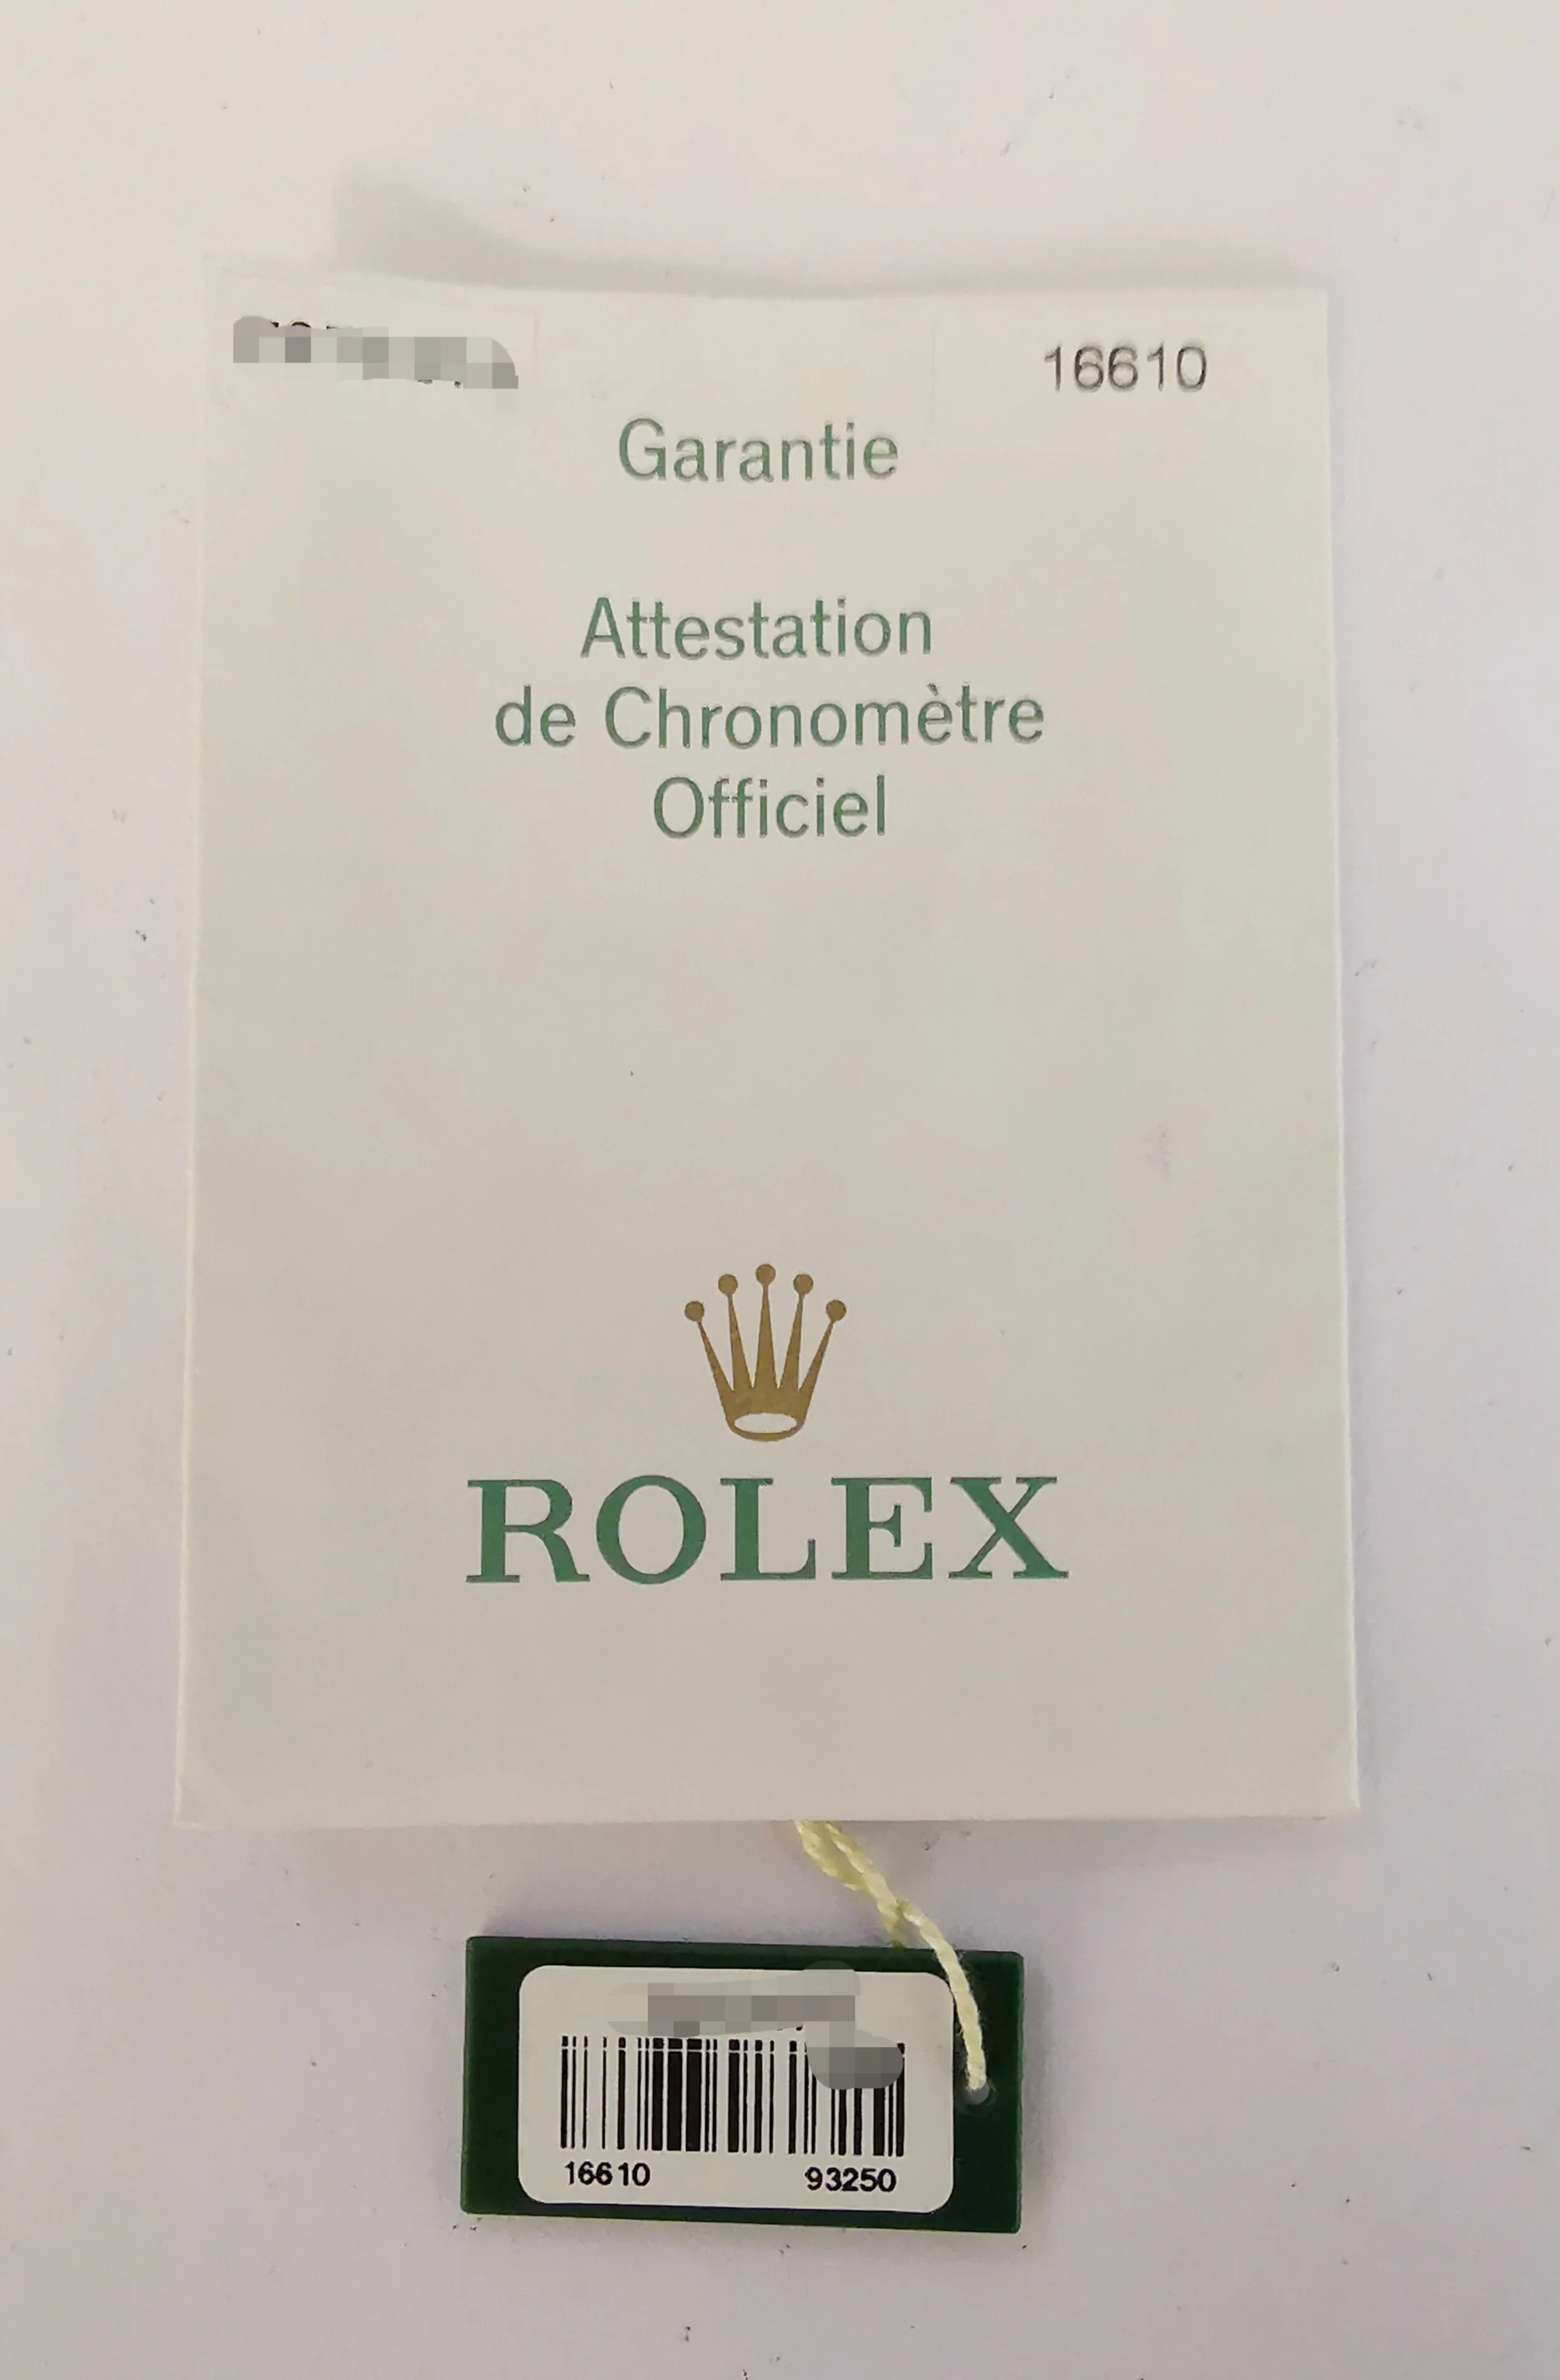 16610
Garantie
Attestation
de Chronomètre
Officiel
ROLEX
16610 93250